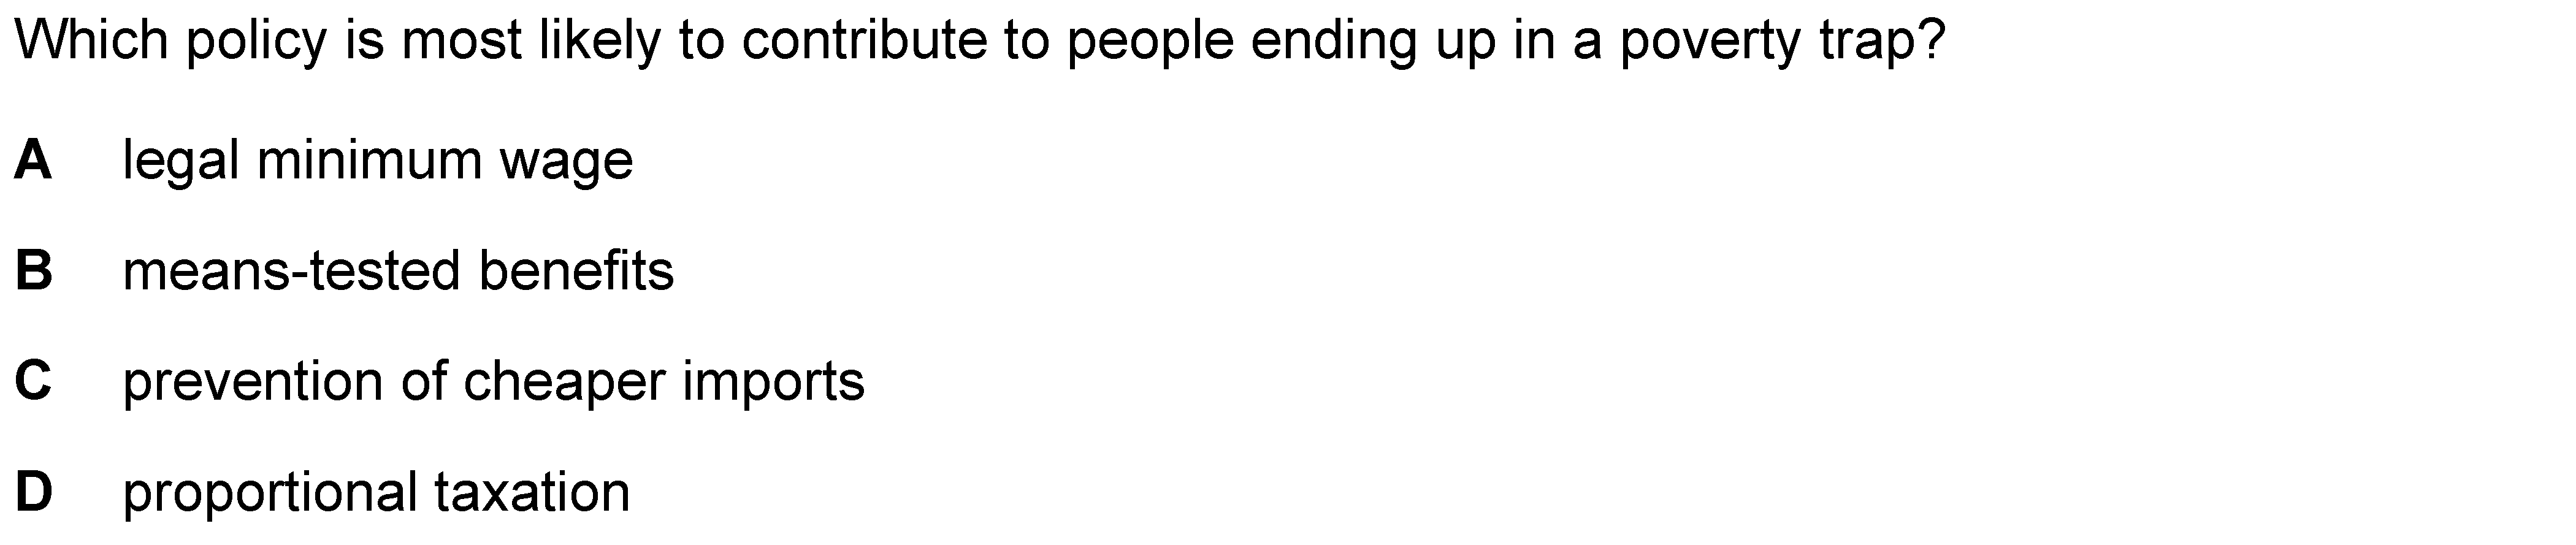 Which policy is most likely to contribute to people ending up in a poverty trap?
A legal minimum wage
B means-tested benefits
C prevention of cheaper imports
D proportional taxation